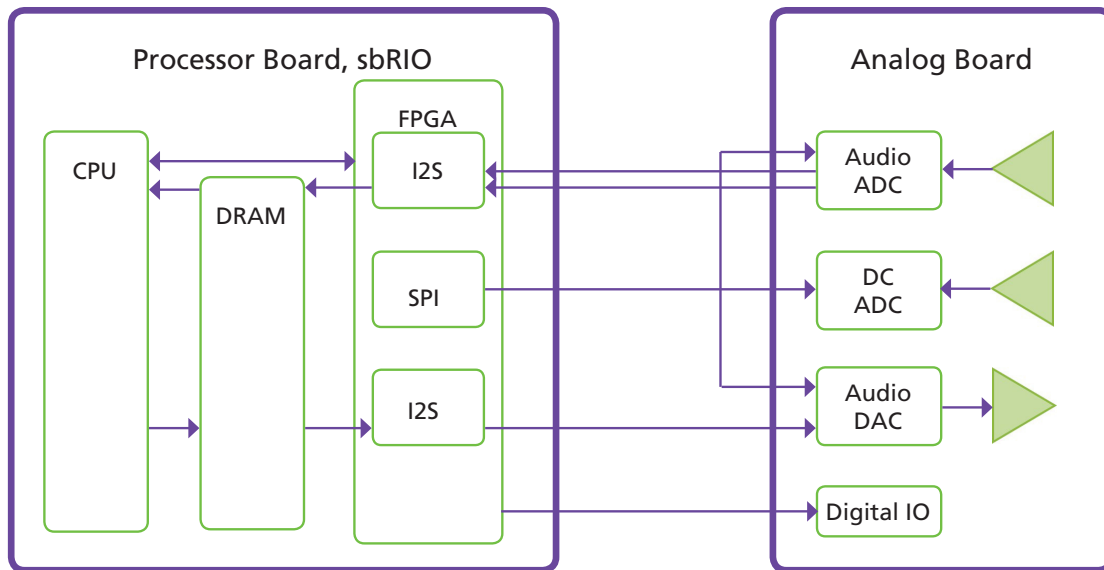 Processor Board, sbRIO
CPU
DRAM
FPGA
I2S
SPI
I2S
Analog Board
Audio
ADC
DC
ADC
Audio
DAC
Digital IO